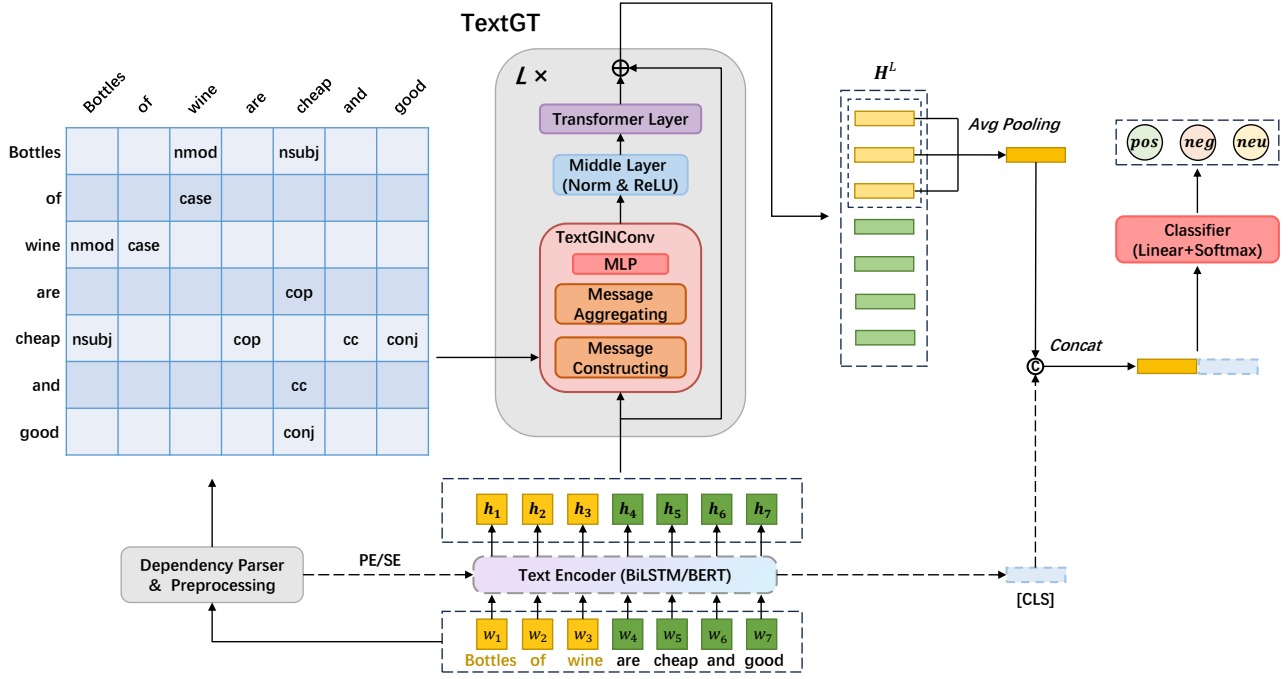 TextGT
Bottles of wine are cheap and good
Bottles nmod nsubj
of case
wine nmod case
are cop
cheap nsubj cop cc conj
and cc
good conj
L ×
Transformer Layer
Middle Layer
(Norm & ReLU)
TextGINConv
MLP
Message
Aggregating
Message
Constructing
H^L
Avg Pooling
pos neg neu
Classifier
(Linear+Softmax)
Concat
C
h₁ h₂ h₃ h₄ h₅ h₆ h₇
Dependency Parser
& Preprocessing
PE/SE
Text Encoder (BiLSTM/BERT)
[CLS]
w₁ w₂ w₃ w₄ w₅ w₆ w₇
Bottles of wine are cheap and good